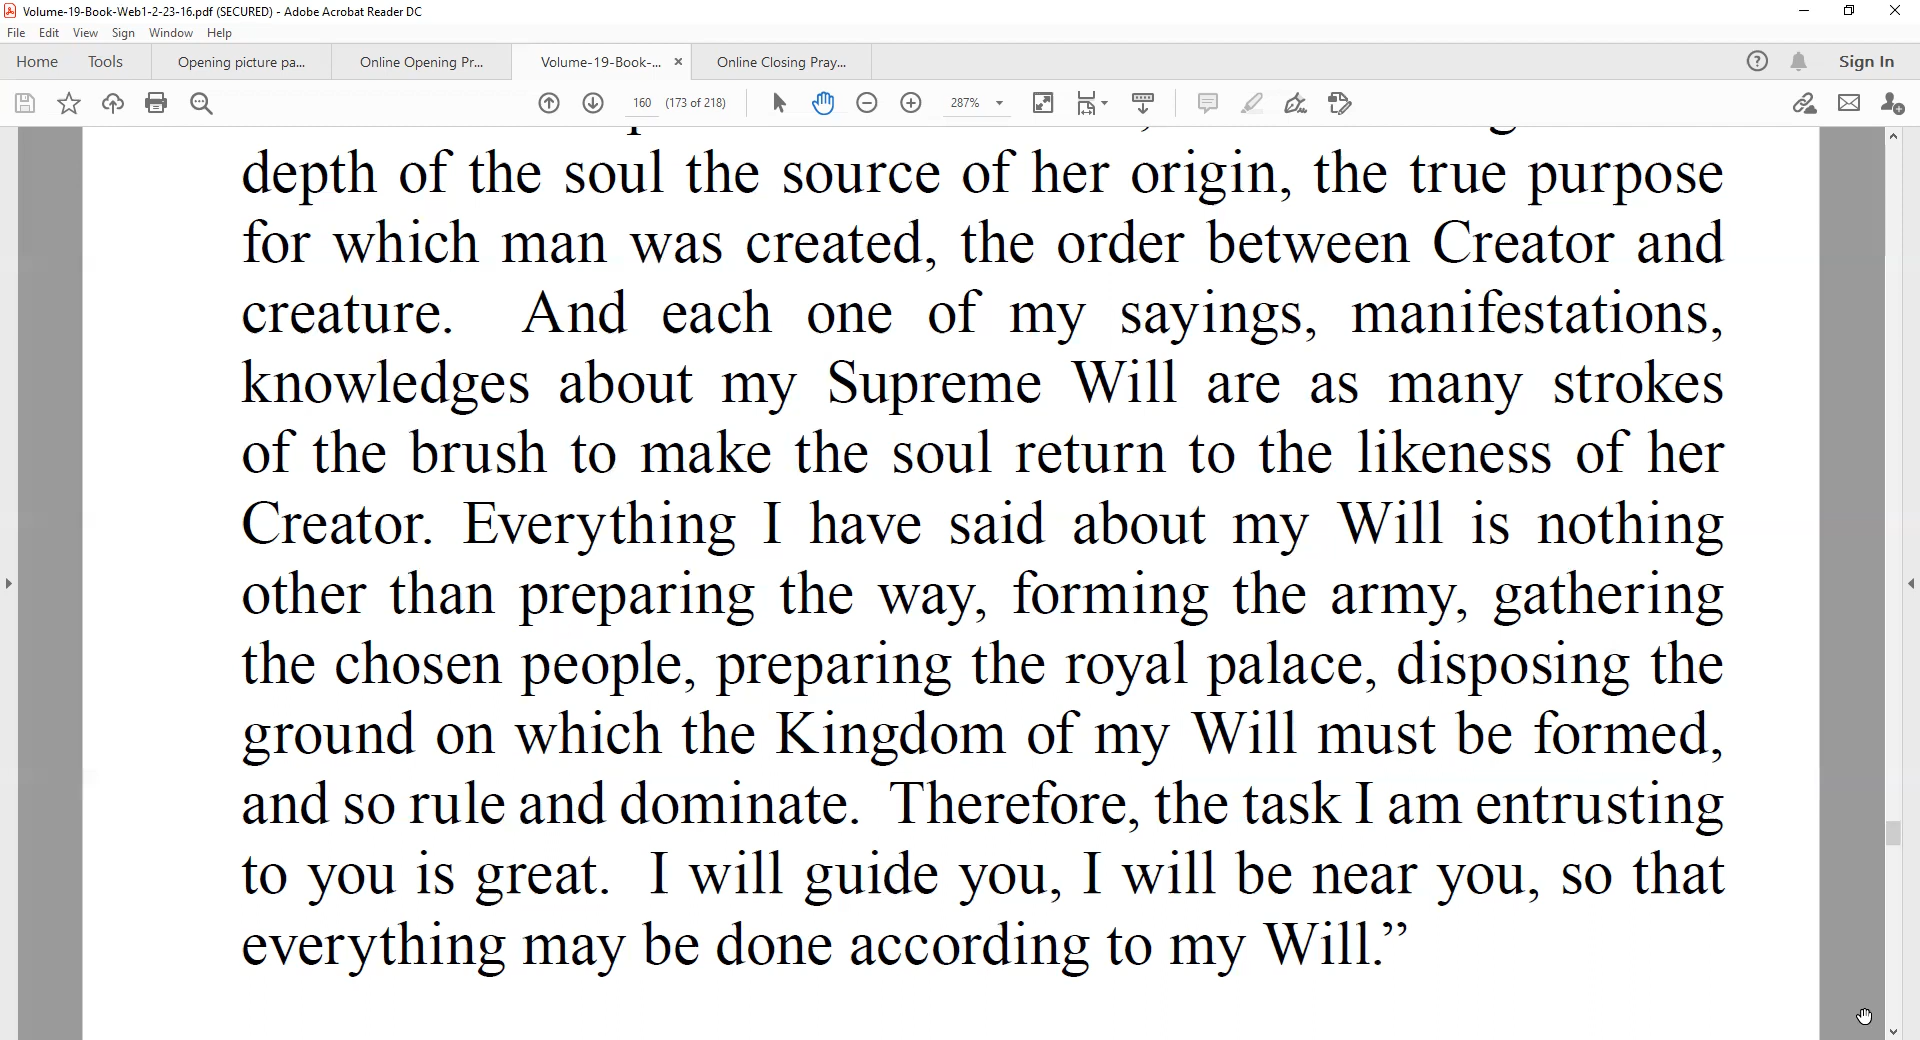 Volume-19-Book-Web1-2-23-16.pdf (SECURED) - Adobe Acrobat Reader DC
File Edit View Sign Window Help
Home Tools Opening picture pa... Online Opening Pr... Volume-19-Book-... × Online Closing Pray... Sign In
160 (173 of 218) 287%
depth of the soul the source of her origin, the true purpose
for which man was created, the order between Creator and
creature. And each one of my sayings, manifestations,
knowledges about my Supreme Will are as many strokes
of the brush to make the soul return to the likeness of her
Creator. Everything I have said about my Will is nothing
other than preparing the way, forming the army, gathering
the chosen people, preparing the royal palace, disposing the
ground on which the Kingdom of my Will must be formed,
and so rule and dominate. Therefore, the task I am entrusting
to you is great. I will guide you, I will be near you, so that
everything may be done according to my Will.”